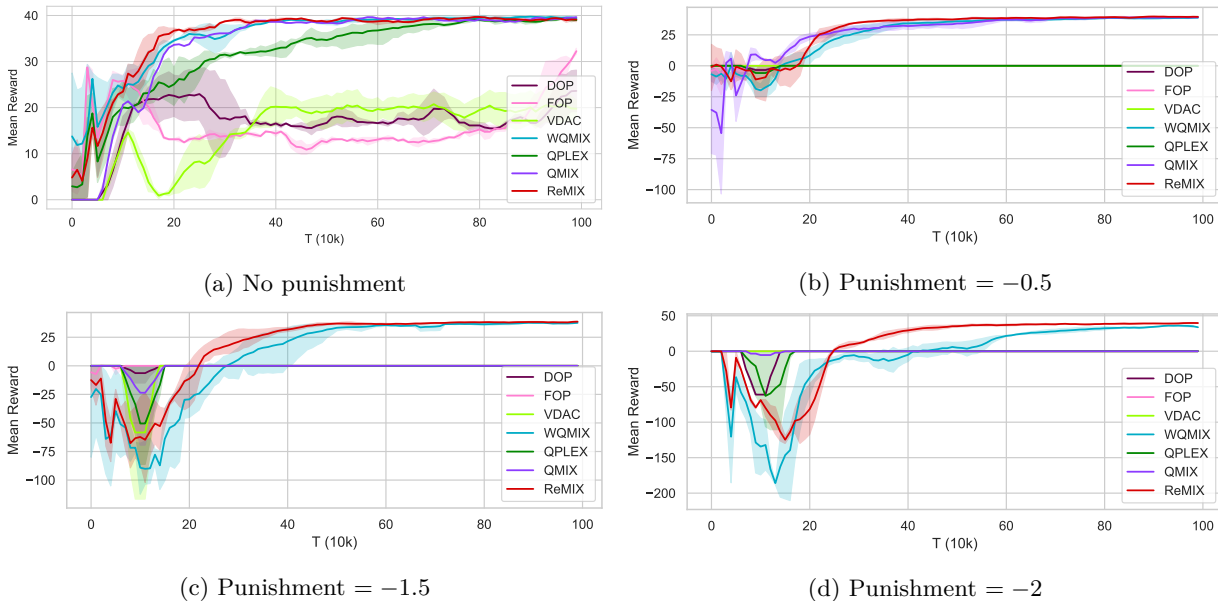 40
30
20
10
0
Mean Reward
DOP
FOP
VDAC
WQMIX
QPLEX
QMIX
ReMIX
0 20 40 60 80 100
T (10k)
(a) No punishment
25
0
−25
−50
−75
−100
Mean Reward
DOP
FOP
VDAC
WQMIX
QPLEX
QMIX
ReMIX
0 20 40 60 80 100
T (10k)
(b) Punishment = −0.5
25
0
−25
−50
−75
−100
Mean Reward
DOP
FOP
VDAC
WQMIX
QPLEX
QMIX
ReMIX
0 20 40 60 80 100
T (10k)
(c) Punishment = −1.5
50
0
−50
−100
−150
−200
Mean Reward
DOP
FOP
VDAC
WQMIX
QPLEX
QMIX
ReMIX
0 20 40 60 80 100
T (10k)
(d) Punishment = −2